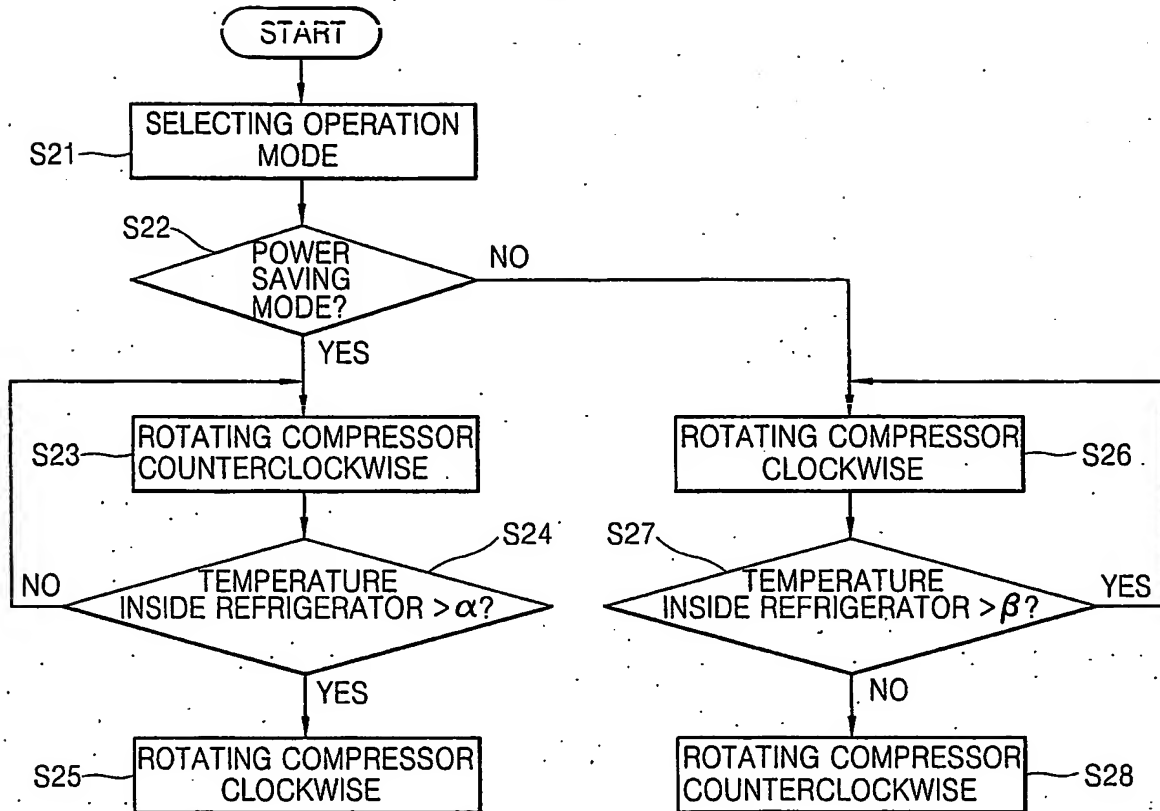 START
SELECTING OPERATION
MODE
S21
S22
POWER
SAVING
MODE?
NO
YES
ROTATING COMPRESSOR
COUNTERCLOCKWISE
S23
ROTATING COMPRESSOR
CLOCKWISE
S26
S24
S27
NO
TEMPERATURE
INSIDE REFRIGERATOR > α?
TEMPERATURE
INSIDE REFRIGERATOR > β?
YES
YES
NO
S25
ROTATING COMPRESSOR
CLOCKWISE
ROTATING COMPRESSOR
COUNTERCLOCKWISE
S28